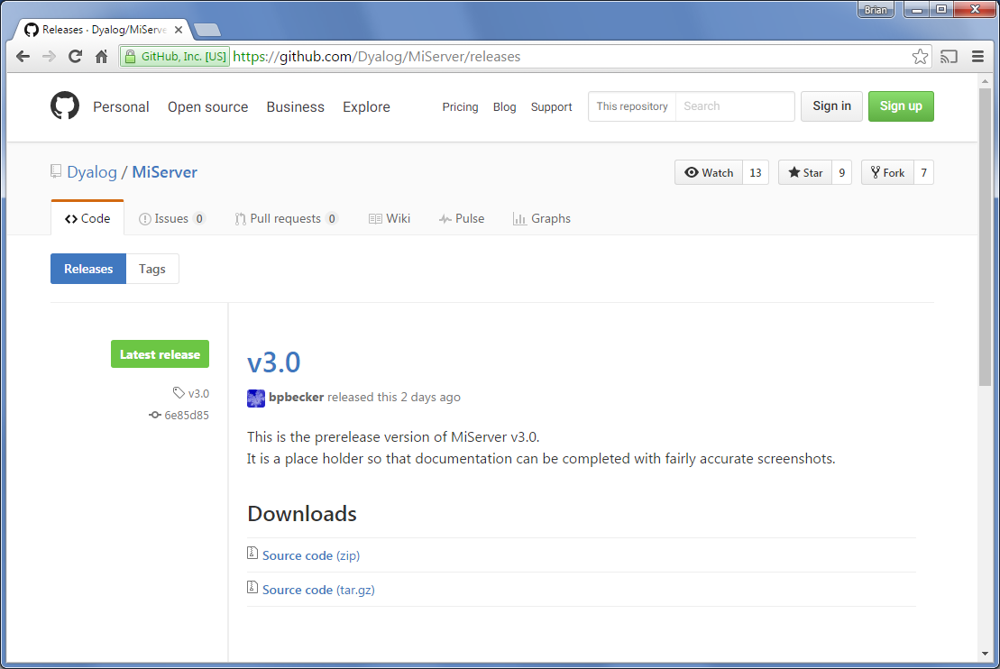 Brian
Releases · Dyalog/MiServe
GitHub, Inc. [US] https://github.com/Dyalog/MiServer/releases
Personal Open source Business Explore Pricing Blog Support This repository Search Sign in Sign up
Dyalog / MiServer Watch 13 Star 9 Fork 7
Code Issues 0 Pull requests 0 Wiki Pulse Graphs
Releases Tags
Latest release
v3.0
6e85d85
v3.0
bpbecker released this 2 days ago
This is the prerelease version of MiServer v3.0.
It is a place holder so that documentation can be completed with fairly accurate screenshots.
Downloads
Source code (zip)
Source code (tar.gz)